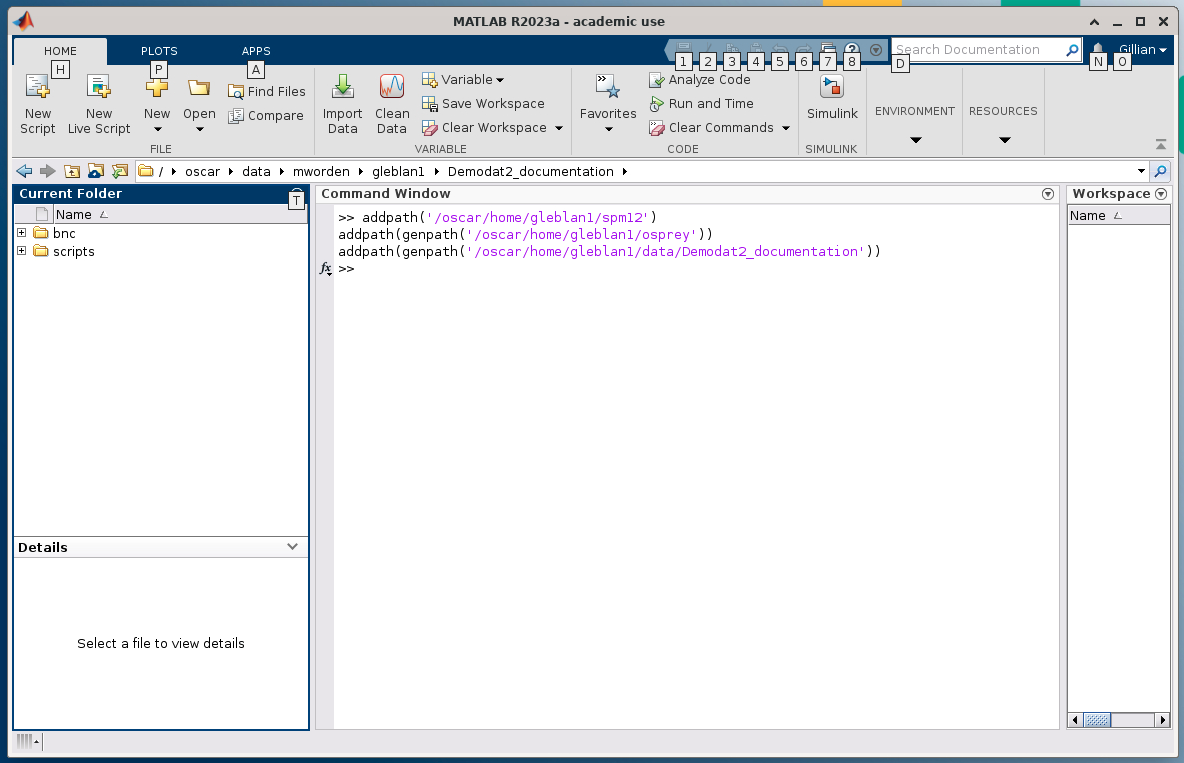 MATLAB R2023a - academic use
HOME PLOTS APPS
Search Documentation
Gillian
H P A 1 2 3 4 5 6 7 8 D N O
New Script
New Live Script
New
Open
Find Files
Compare
FILE
Import Data
Clean Data
Variable
Save Workspace
Clear Workspace
VARIABLE
Favorites
Analyze Code
Run and Time
Clear Commands
CODE
Simulink
SIMULINK
ENVIRONMENT
RESOURCES
/ oscar data mworden gleblan1 Demodat2_documentation
Current Folder
T
Name
bnc
scripts
Details
Select a file to view details
Command Window
>> addpath('/oscar/home/gleblan1/spm12')
addpath(genpath('/oscar/home/gleblan1/osprey'))
addpath(genpath('/oscar/home/gleblan1/data/Demodat2_documentation'))
fx >>
Workspace
Name